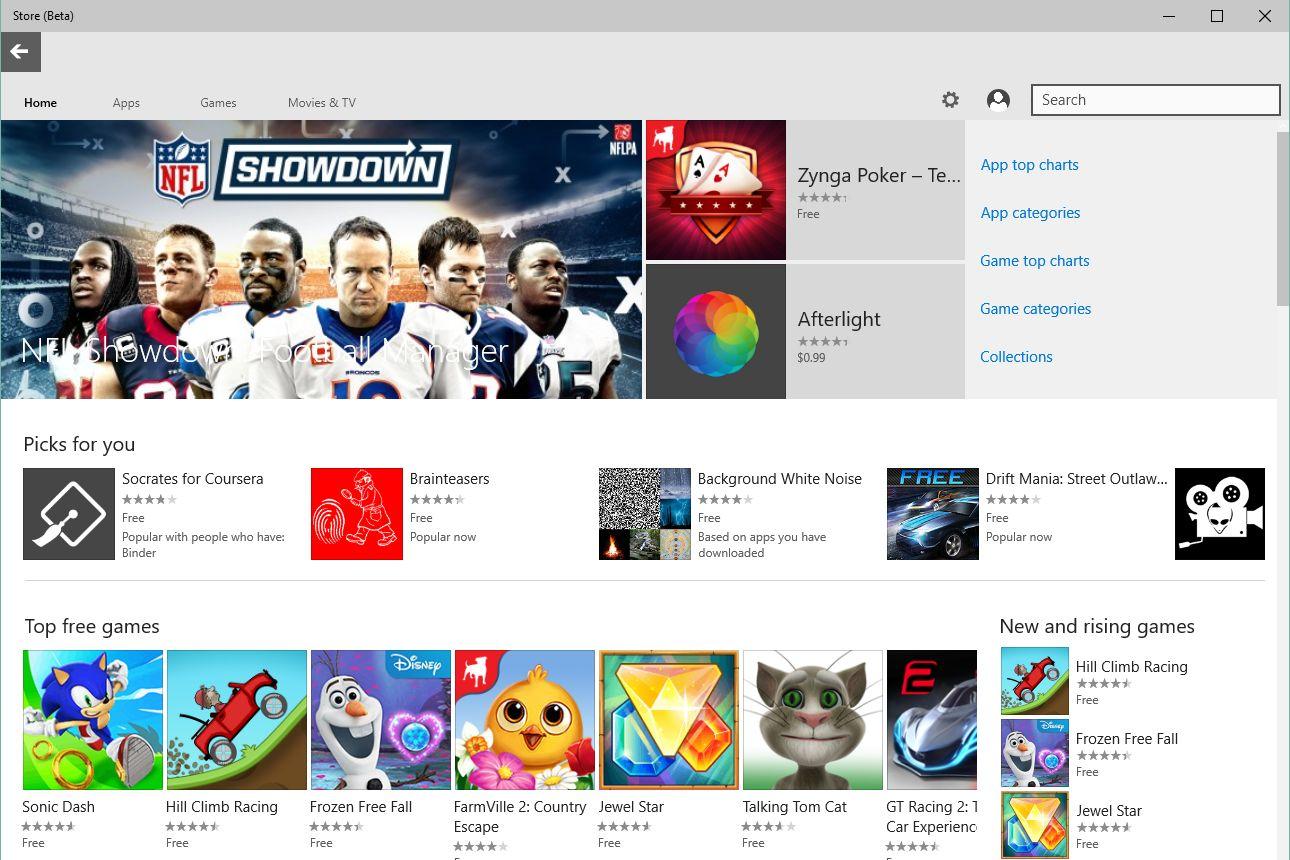 Store (Beta)
Home
Apps
Games
Movies & TV
Search
NFL
SHOWDOWN
NFLPA
NFL Showdown: Football Manager
BRONCOS
Zynga Poker – Te...
Free
Afterlight
$0.99
App top charts
App categories
Game top charts
Game categories
Collections
Picks for you
Socrates for Coursera
Free
Popular with people who have:
Binder
Brainteasers
Free
Popular now
Background White Noise
Free
Based on apps you have
downloaded
FREE
Drift Mania: Street Outlaw...
Free
Popular now
Top free games
Disney
Sonic Dash
Free
Hill Climb Racing
Free
Frozen Free Fall
Free
FarmVille 2: Country
Escape
Jewel Star
Free
Talking Tom Cat
Free
GT Racing 2:
Car Experienc
New and rising games
Hill Climb Racing
Free
Disney
Frozen Free Fall
Free
Jewel Star
Free